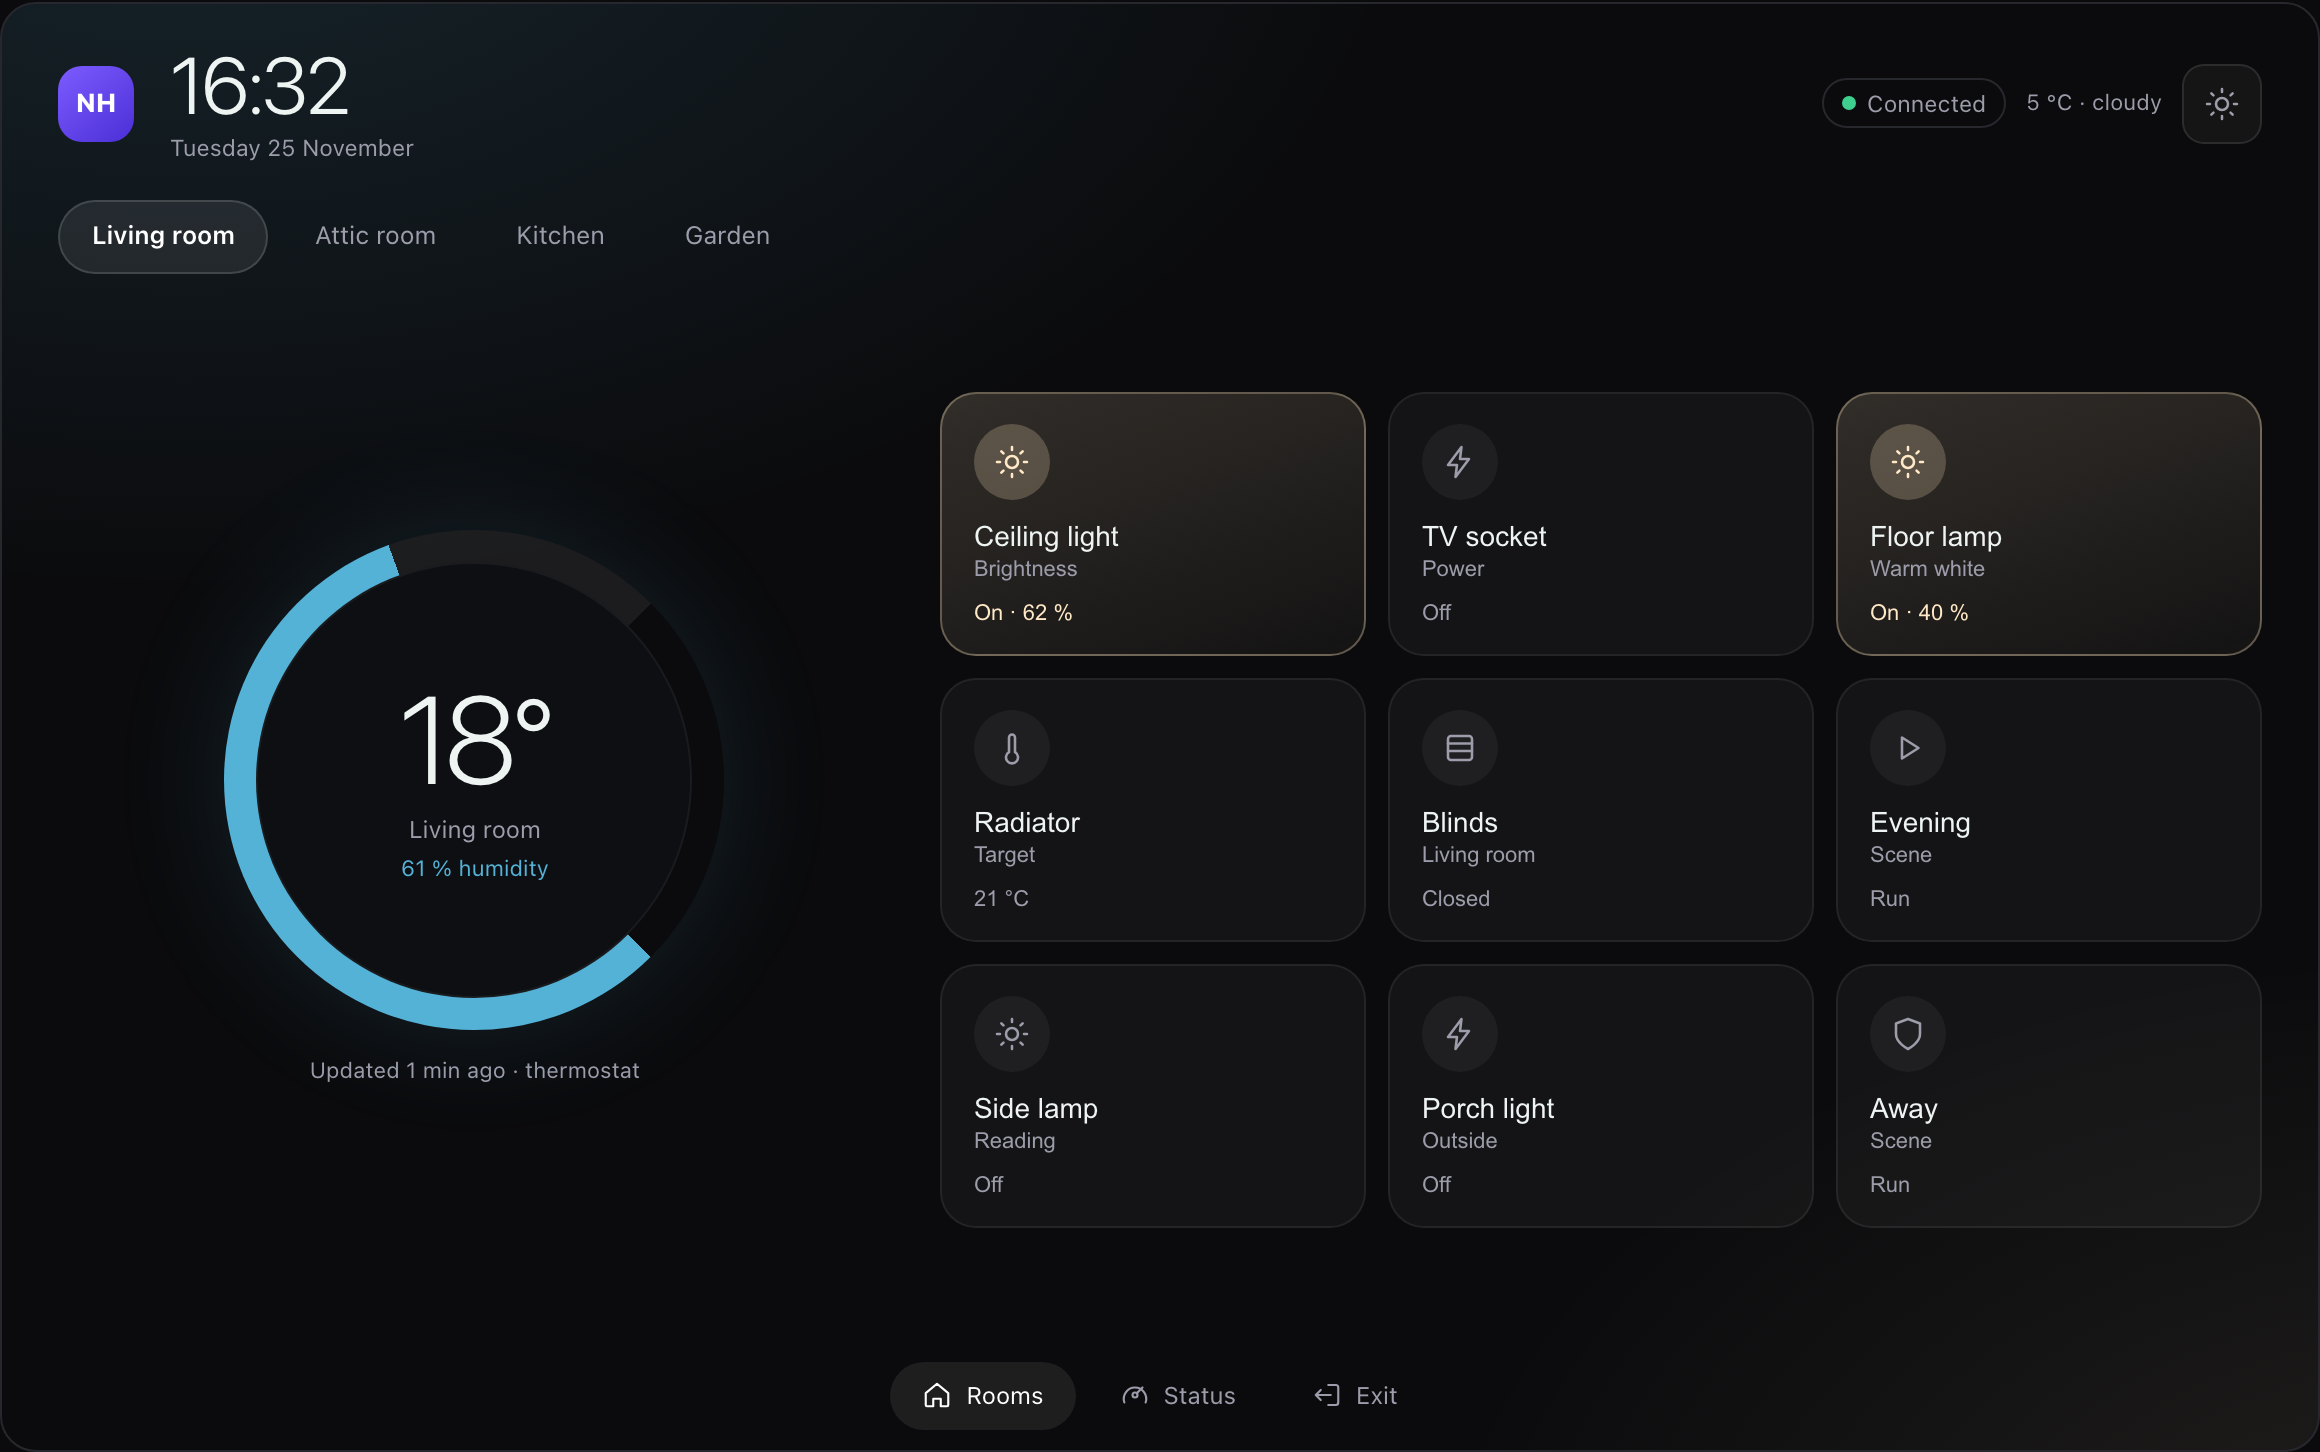 NH
16:32
Tuesday 25 November
Connected
5 °C · cloudy
Living room
Attic room
Kitchen
Garden
18°
Living room
61 % humidity
Updated 1 min ago · thermostat
Ceiling light
Brightness
On · 62 %
TV socket
Power
Off
Floor lamp
Warm white
On · 40 %
Radiator
Target
21 °C
Blinds
Living room
Closed
Evening
Scene
Run
Side lamp
Reading
Off
Porch light
Outside
Off
Away
Scene
Run
Rooms
Status
Exit